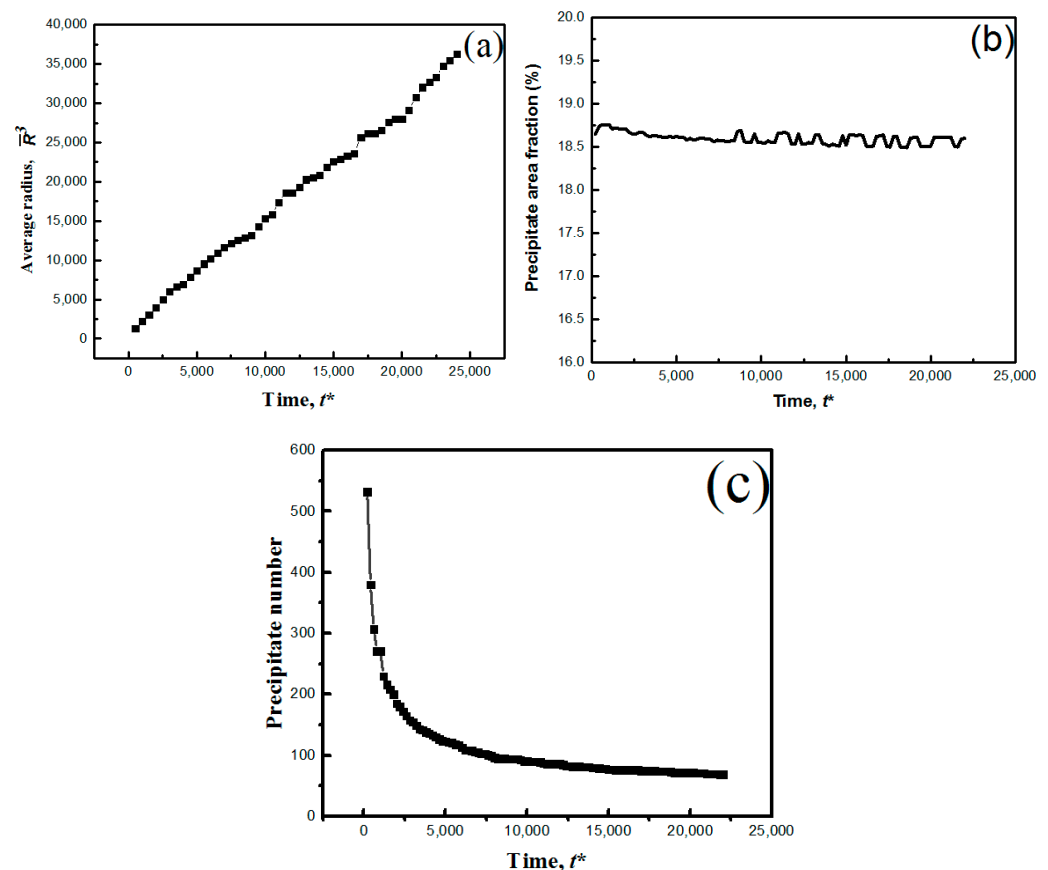 (a)
40,000
35,000
30,000
25,000
20,000
15,000
10,000
5,000
0
Average radius, R̅³
0 5,000 10,000 15,000 20,000 25,000
Time, t*
(b)
20.0
19.5
19.0
18.5
18.0
17.5
17.0
16.5
16.0
Precipitate area fraction (%)
0 5,000 10,000 15,000 20,000 25,000
Time, t*
(c)
600
500
400
300
200
100
0
Precipitate number
0 5,000 10,000 15,000 20,000 25,000
Time, t*